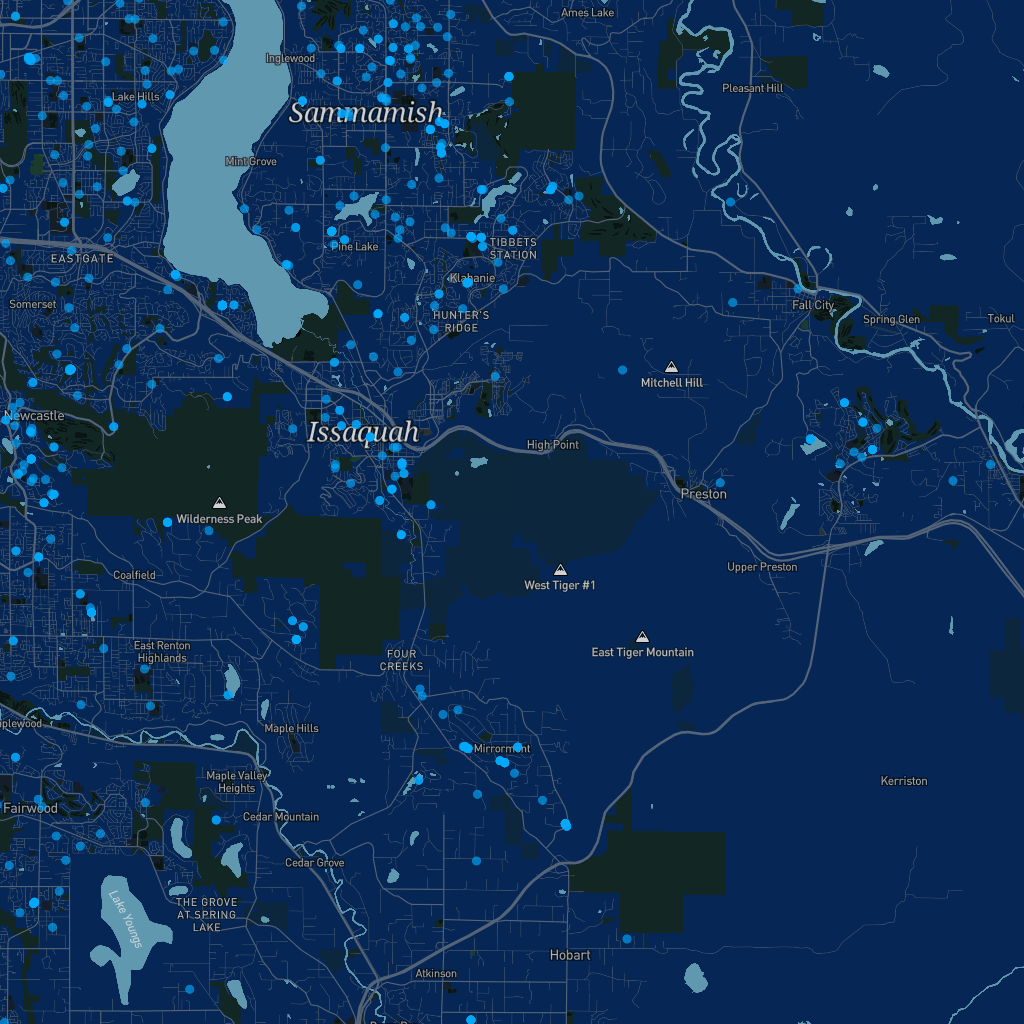 Ames Lake
Inglewood
Pleasant Hill
Lake Hills
Sammamish
Mint Grove
Pine Lake
TIBBETS
STATION
EASTGATE
Klahanie
Somerset
Fall City
HUNTER'S
RIDGE
Spring Glen
Tokul
Mitchell Hill
Newcastle
Issaquah
High Point
Preston
Wilderness Peak
Upper Preston
Coalfield
West Tiger #1
East Renton
Highlands
FOUR
CREEKS
East Tiger Mountain
plewood
Maple Hills
Mirrormont
Maple Valley
Heights
Kerriston
Fairwood
Cedar Mountain
Cedar Grove
Lake Youngs
THE GROVE
AT SPRING
LAKE
Hobart
Atkinson